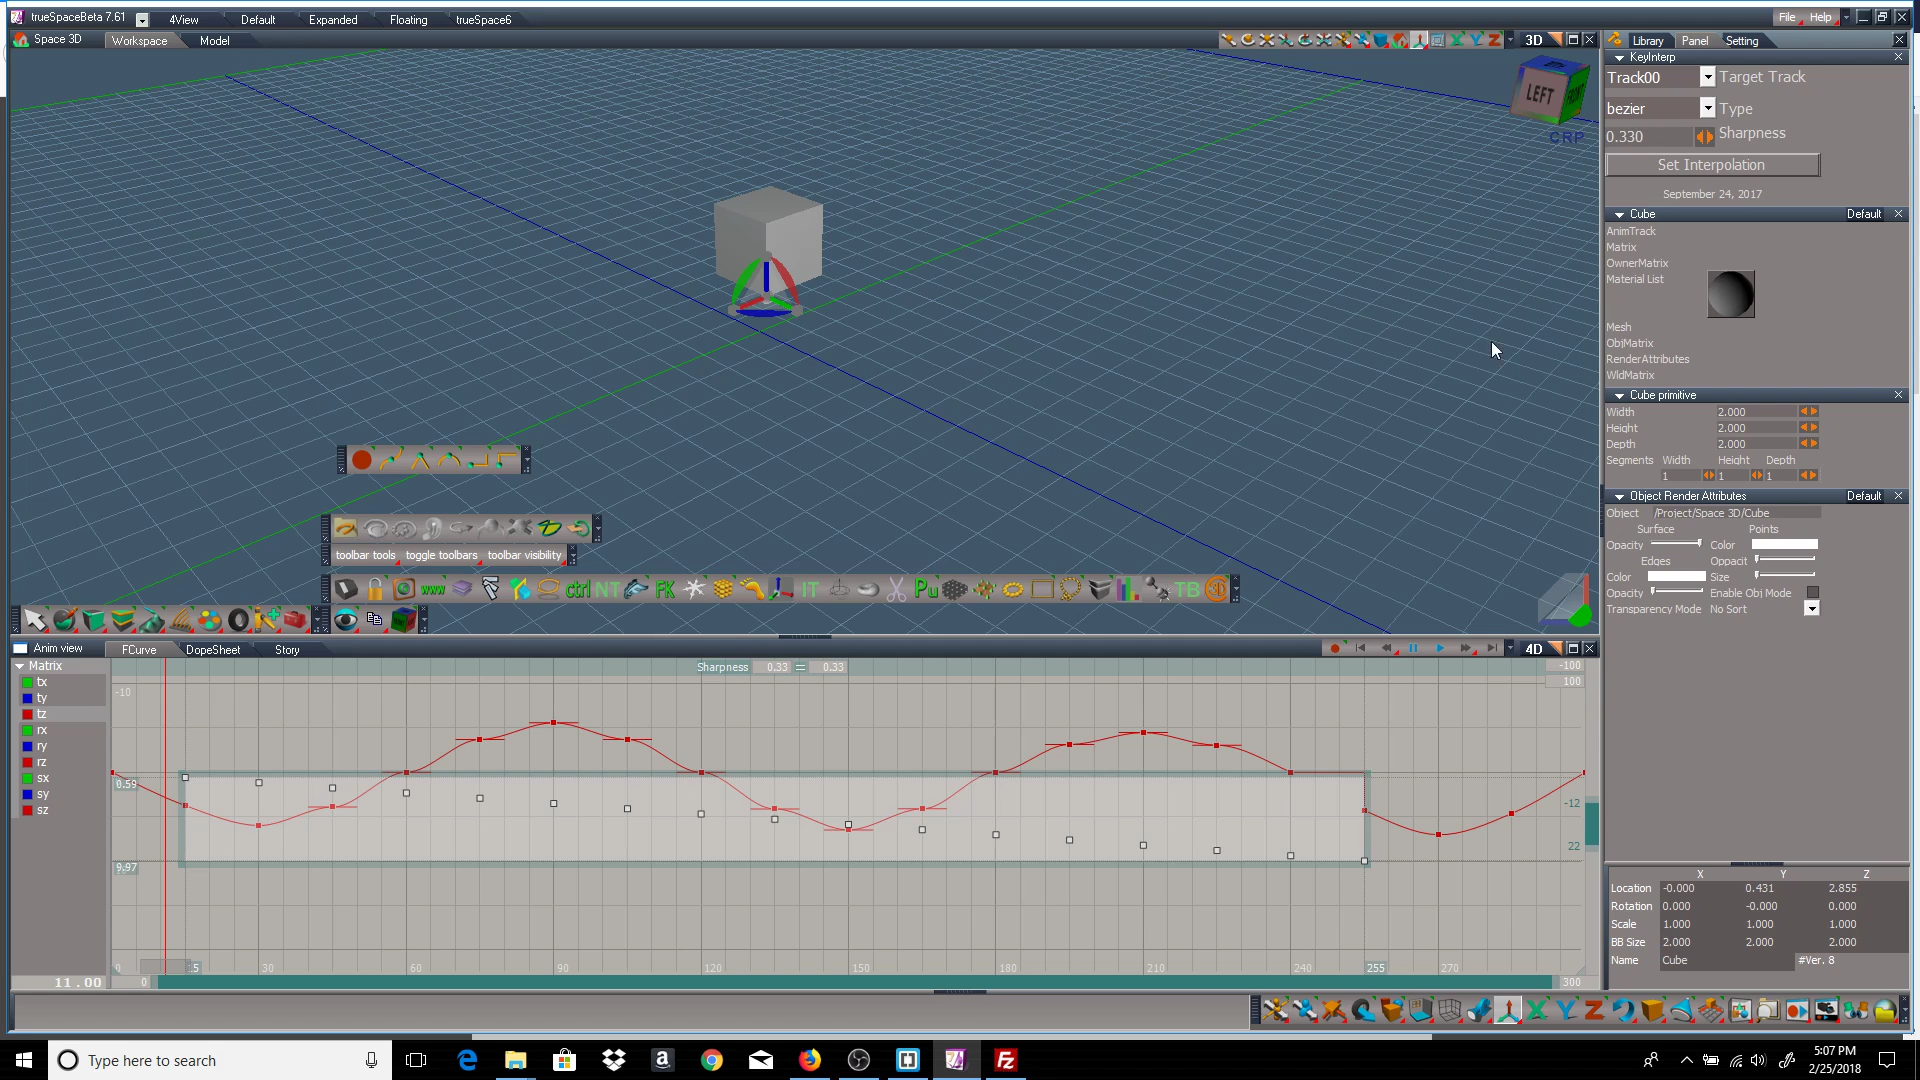 trueSpaceBeta 7.61 4View Default Expanded Floating trueSpace6 File Help
Space 3D Workspace Model 3D Library Panel Setting
KeyInterp
Track00 Target Track
LEFT
FRONT
bezier Type
0.330 Sharpness
CRP
Set Interpolation
September 24, 2017
Cube Default
AnimTrack
Matrix
OwnerMatrix
Material List
Mesh
ObjMatrix
RenderAttributes
WldMatrix
Cube primitive
Width 2.000
Height 2.000
Depth 2.000
Segments Width Height Depth
1 1 1
Object Render Attributes Default
Object /Project/Space 3D/Cube
Surface Points
Opacity Color
Edges Oppacit
Color Size
Opacity Enable Obj Mode
Transparency Mode No Sort
toolbar tools toggle toolbars toolbar visibility
www ctrl NT FK IT Pu TB
Anim view FCurve DopeSheet Story 4D
Matrix
tx
ty
tz
rx
ry
rz
sx
sy
sz
Sharpness 0.33 = 0.33
-100
100
-10
0.59
-12
22
9.97
0 15 30 60 90 120 150 180 210 240 255 270
11.00 0 300
X Y Z
Location -0.000 0.431 2.855
Rotation 0.000 -0.000 0.000
Scale 1.000 1.000 1.000
BB Size 2.000 2.000 2.000
Name Cube #Ver. 8
X Y Z
Type here to search
5:07 PM
2/25/2018